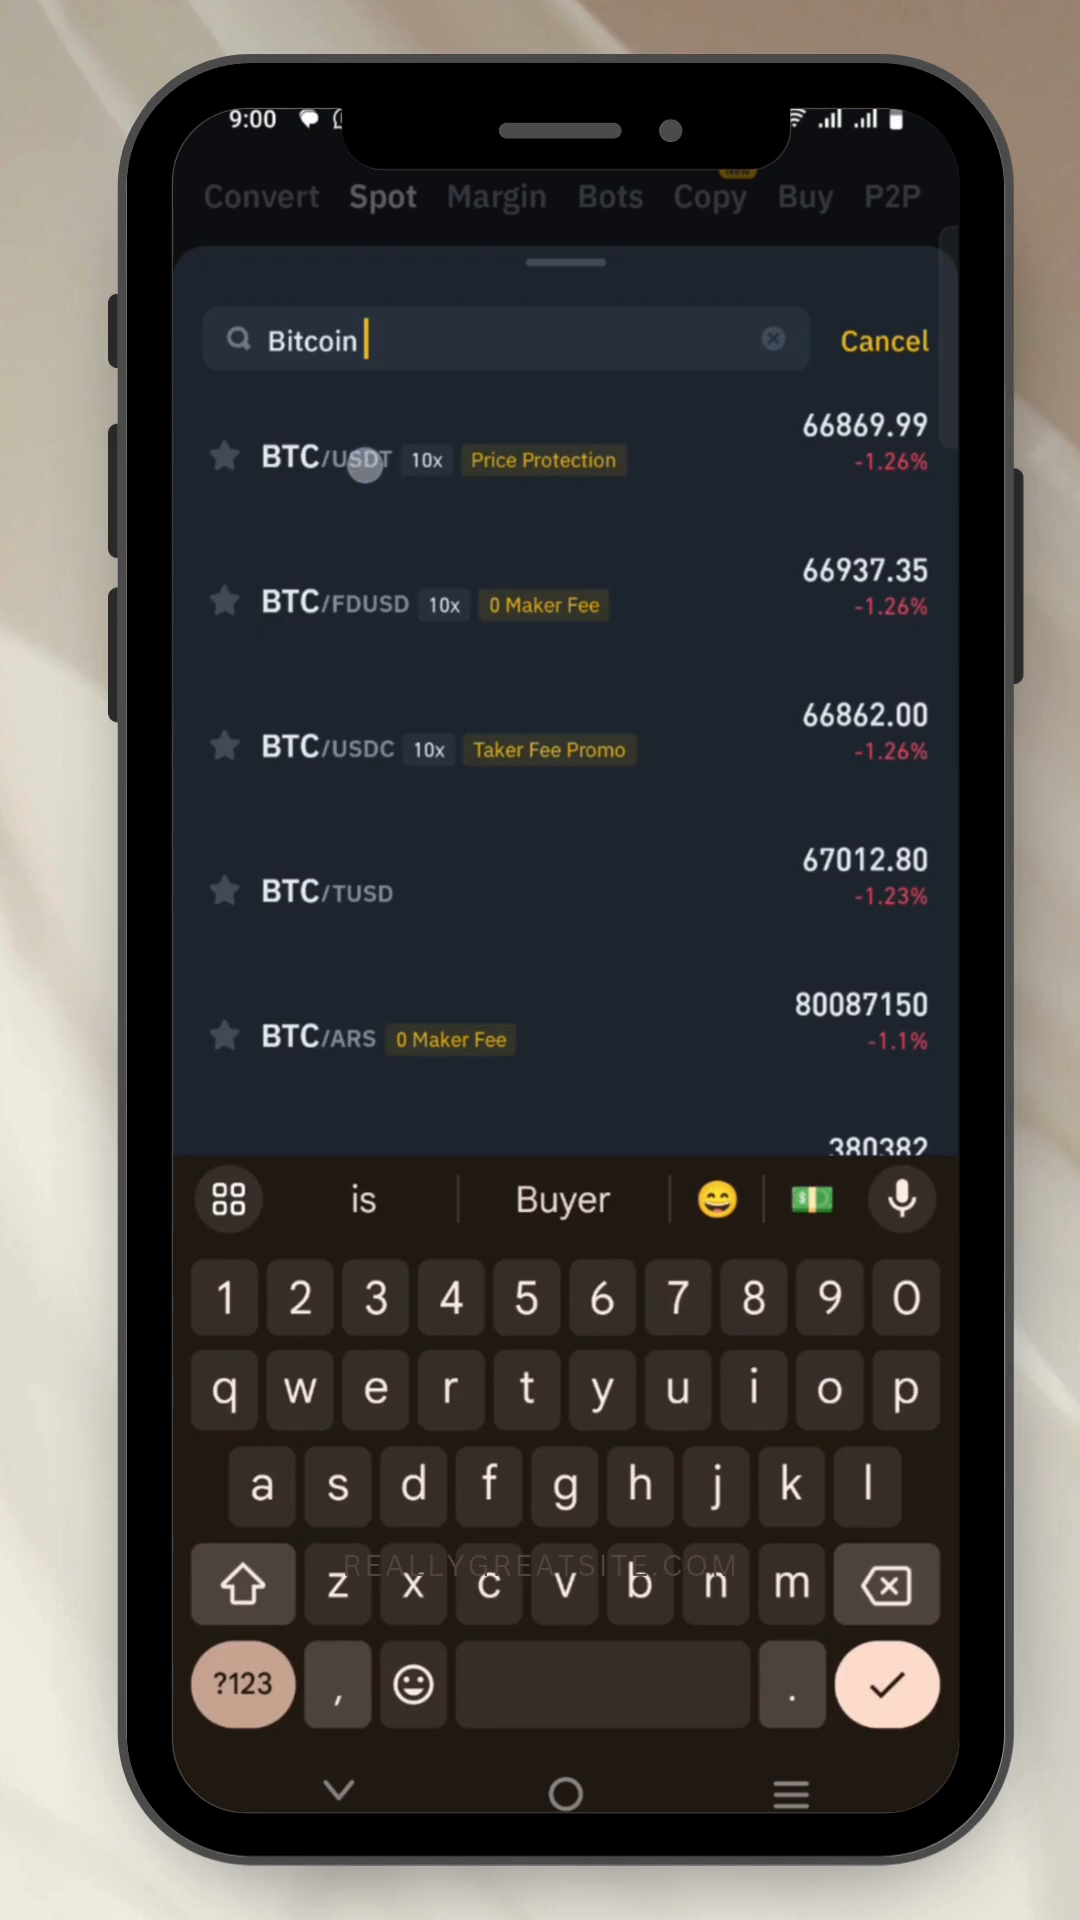 9:00
New
Convert Spot Margin Bots Copy Buy P2P
Bitcoin Cancel
66869.99
BTC/USDT 10x Price Protection
-1.26%
66937.35
BTC/FDUSD 10x 0 Maker Fee
-1.26%
66862.00
BTC/USDC 10x Taker Fee Promo
-1.26%
67012.80
BTC/TUSD
-1.23%
80087150
BTC/ARS 0 Maker Fee
-1.1%
380382
is Buyer
1 2 3 4 5 6 7 8 9 0
q w e r t y u i o p
a s d f g h j k l
REALLYGREATSITE.COM
z x c v b n m
?123 , .